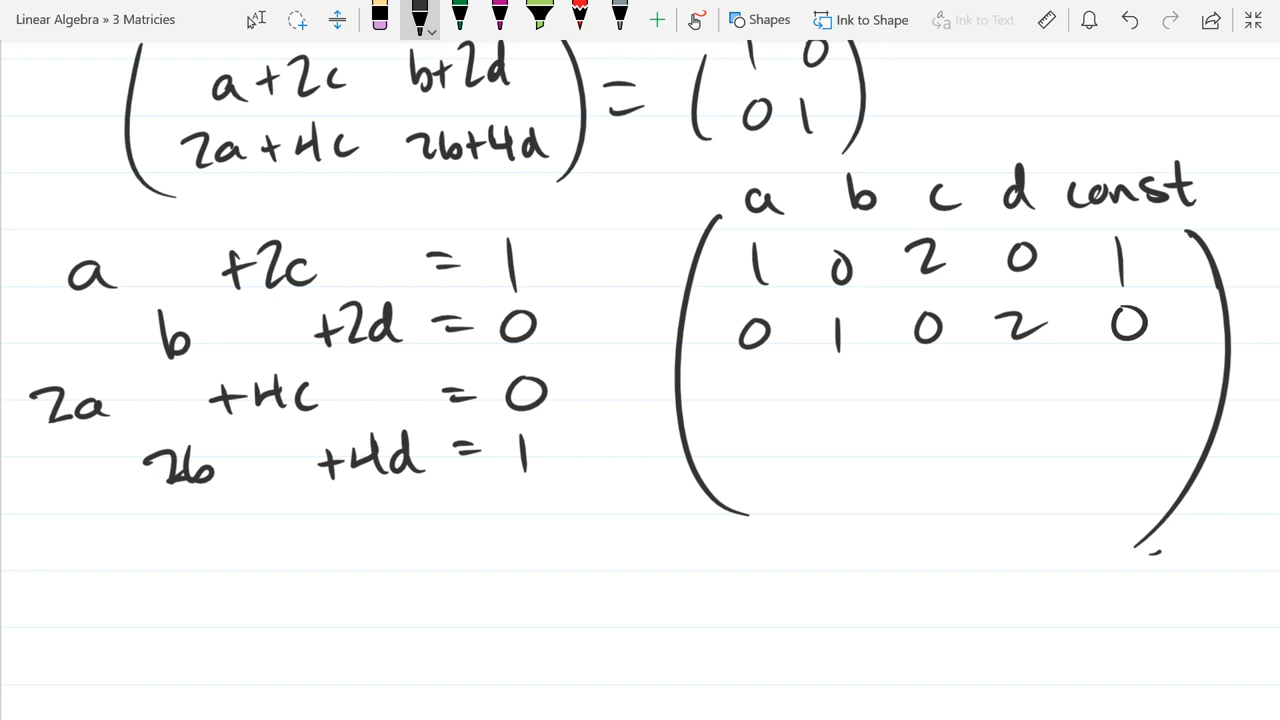 Linear Algebra » 3 Matricies Shapes Ink to Shape Ink to Text
a+2c b+2d = 1 0
2a+4c 2b+4d 0 1
a b c d const
a +2c = 1
b +2d = 0
2a +4c = 0
2b +4d = 1
1 0 2 0 1
0 1 0 2 0